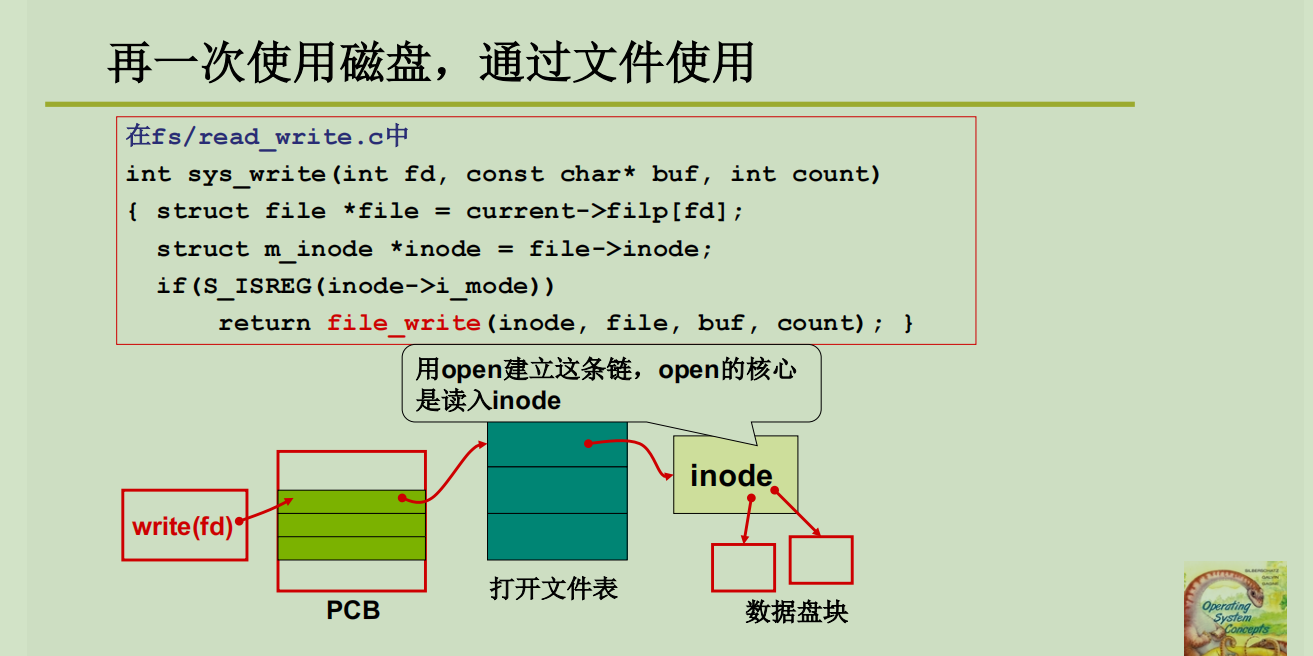 再一次使用磁盘，通过文件使用
在fs/read_write.c中
int sys_write(int fd, const char* buf, int count)
{ struct file *file = current->filp[fd];
struct m_inode *inode = file->inode;
if(S_ISREG(inode->i_mode))
return file_write(inode, file, buf, count); }
用open建立这条链，open的核心
是读入inode
inode
write(fd)
PCB
打开文件表
数据盘块
SILBERSCHATZ
GALVIN
GAGNE
Operating
System
Concepts